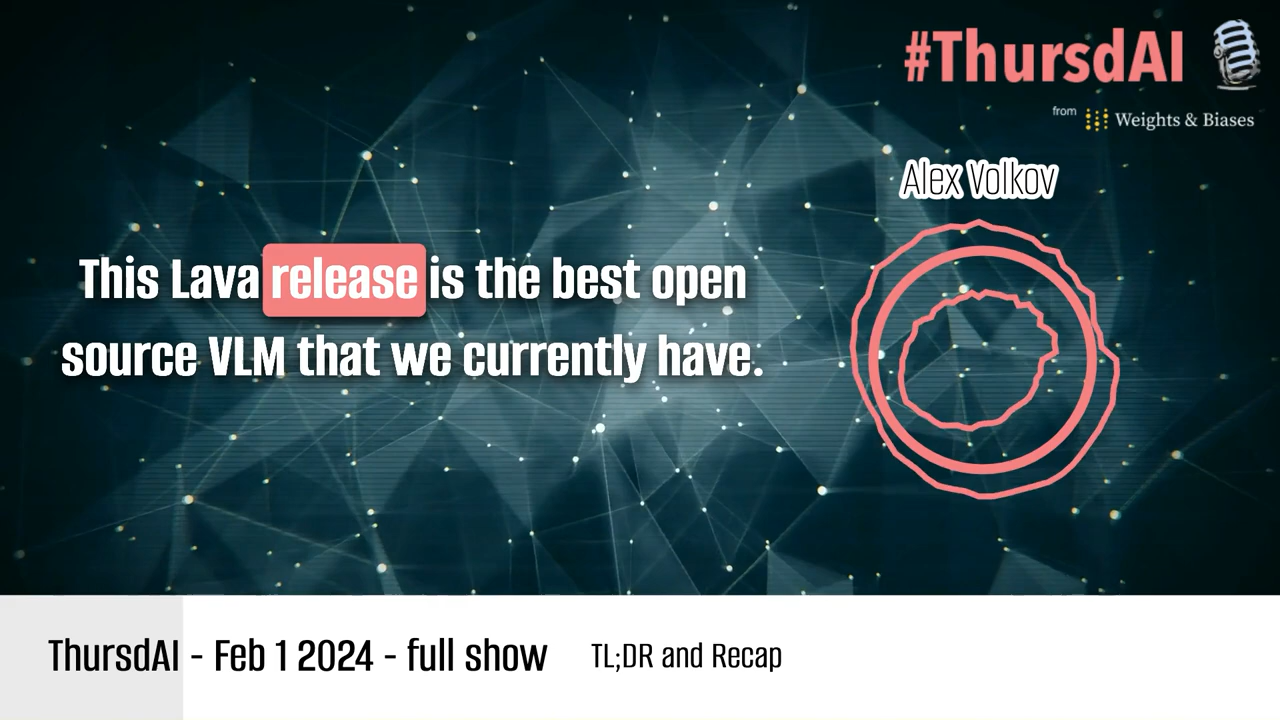 #ThursdAI
from Weights & Biases
Alex Volkov
This Lava release is the best open
source VLM that we currently have.
ThursdAI - Feb 1 2024 - full show TL;DR and Recap